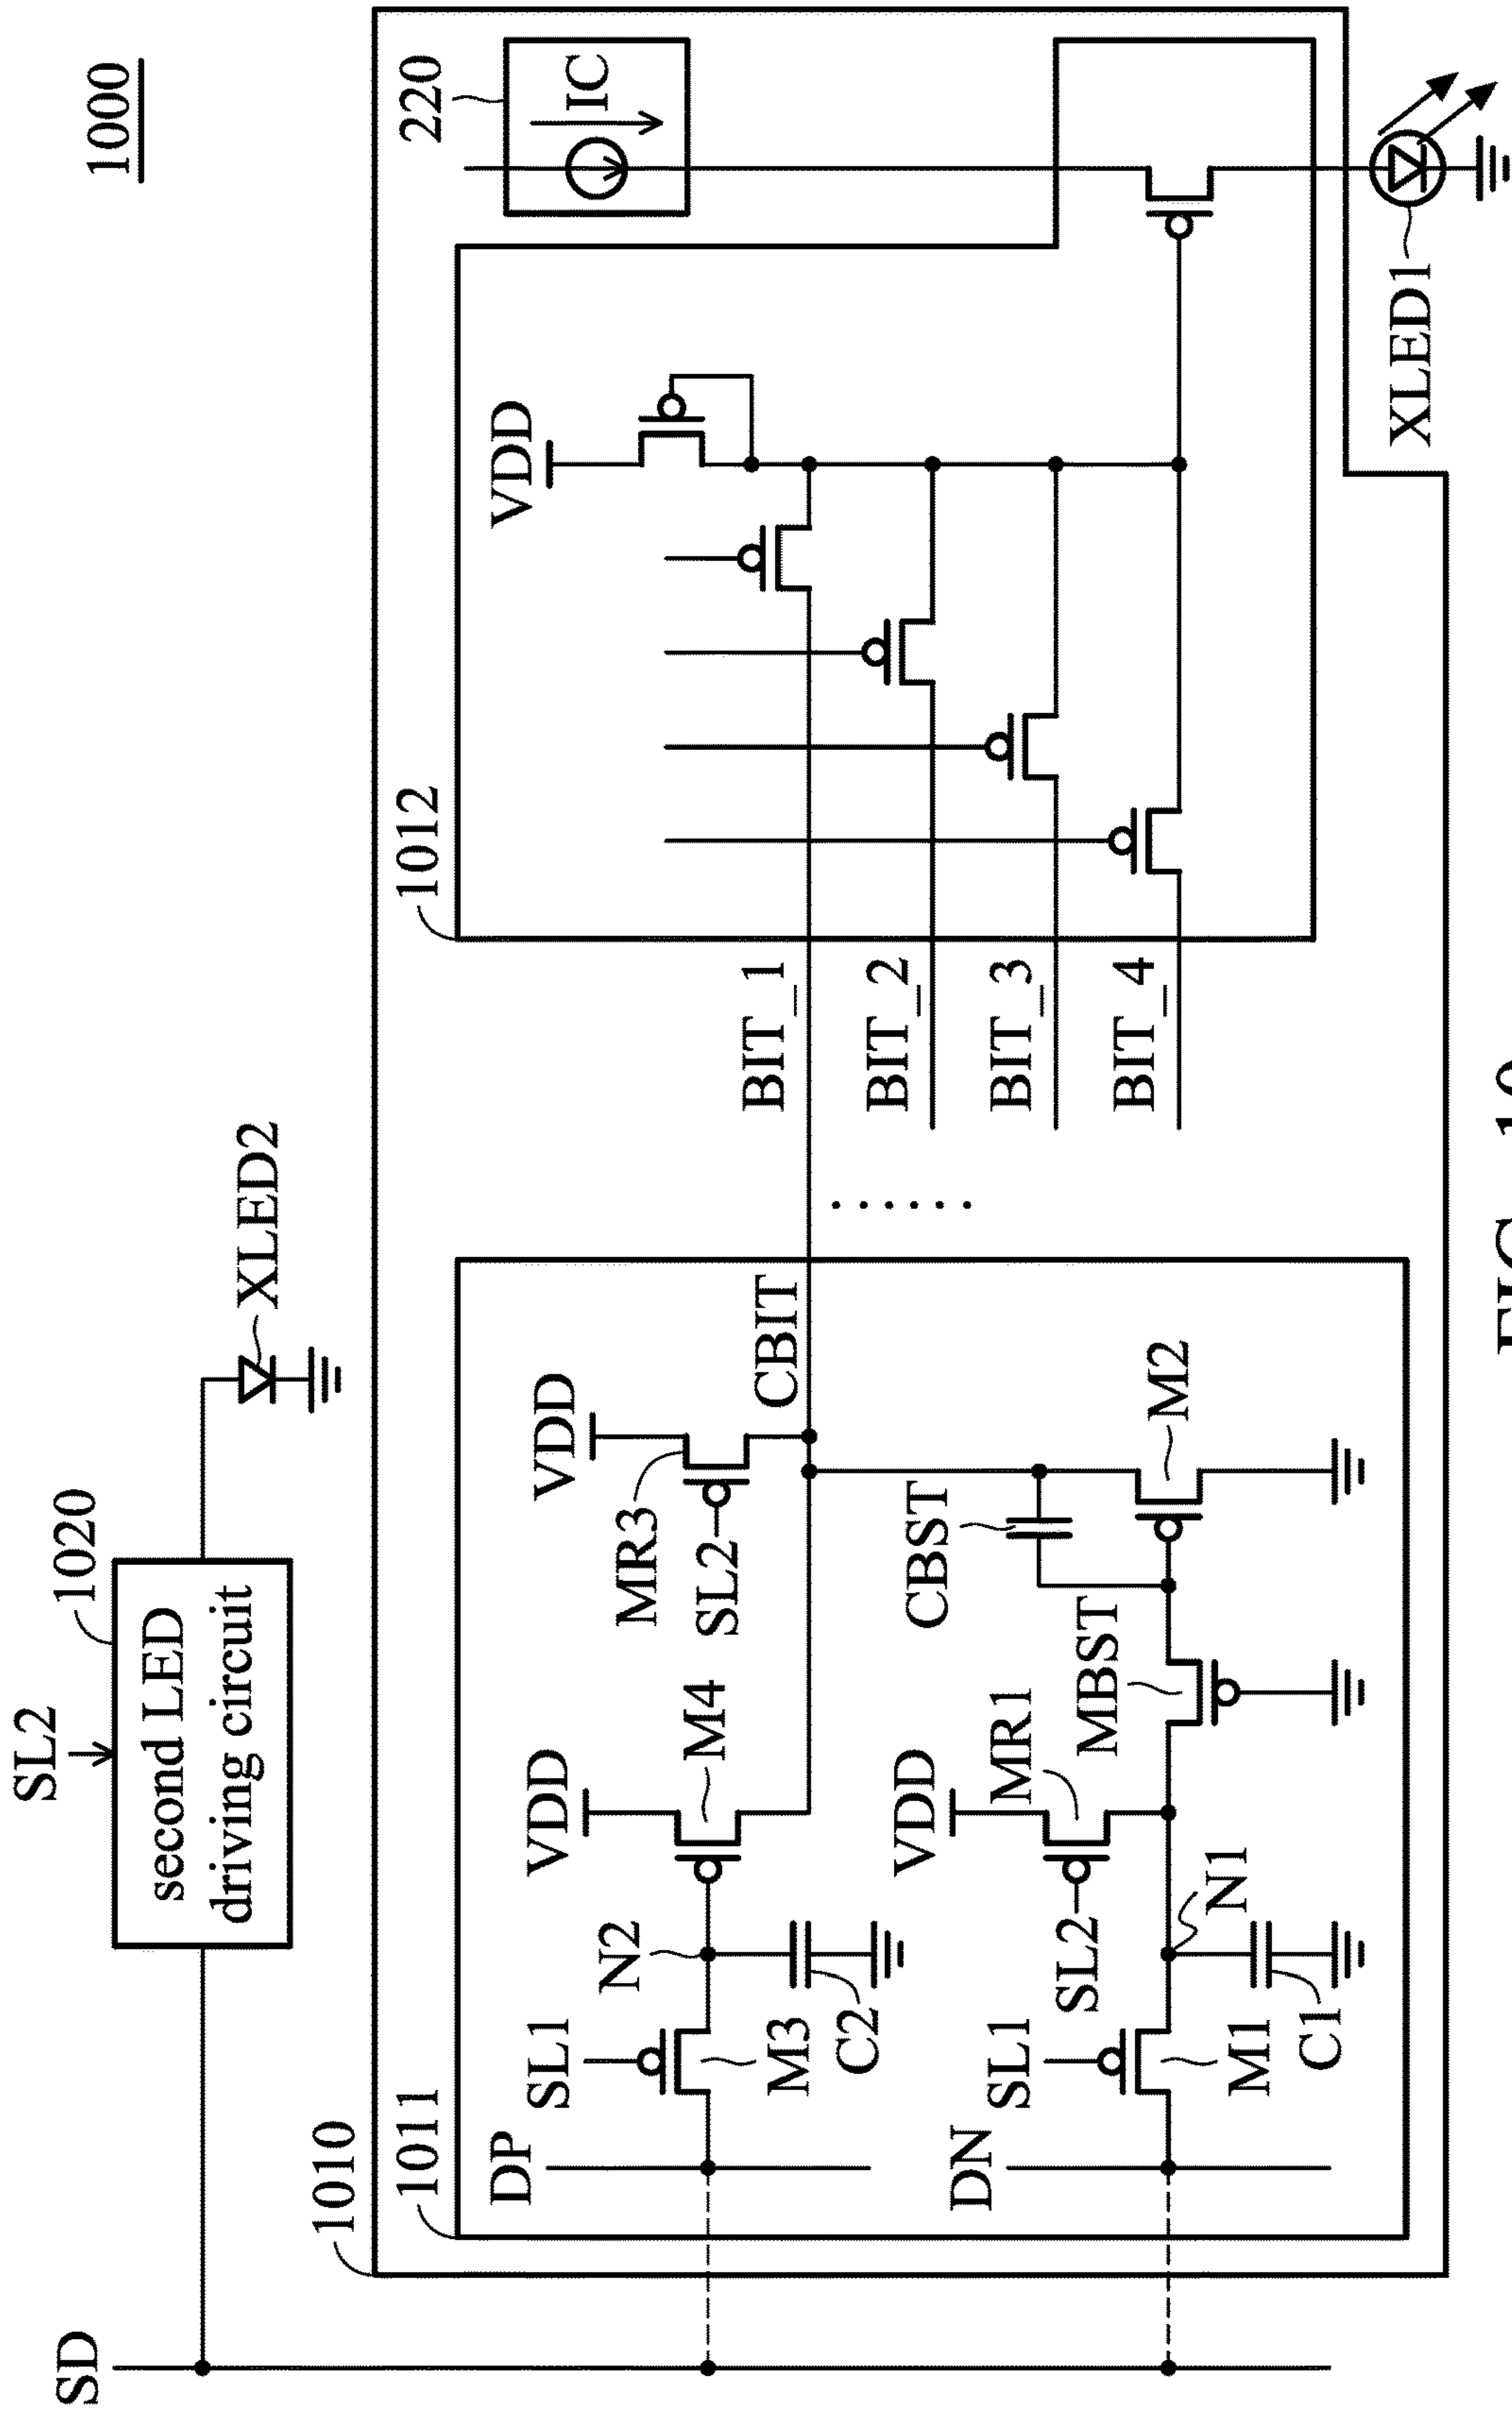 1000
SD
SL2
1020
second LED
driving circuit
XLED2
1010
1011
DP
SL1
M3
N2
C2
VDD
M4
VDD
MR3
SL2
CBIT
DN
SL1
M1
N1
C1
VDD
MR1
SL2
MBST
CBST
M2
BIT_1
BIT_2
BIT_3
BIT_4
1012
VDD
220
IC
XLED1
FIG. 10